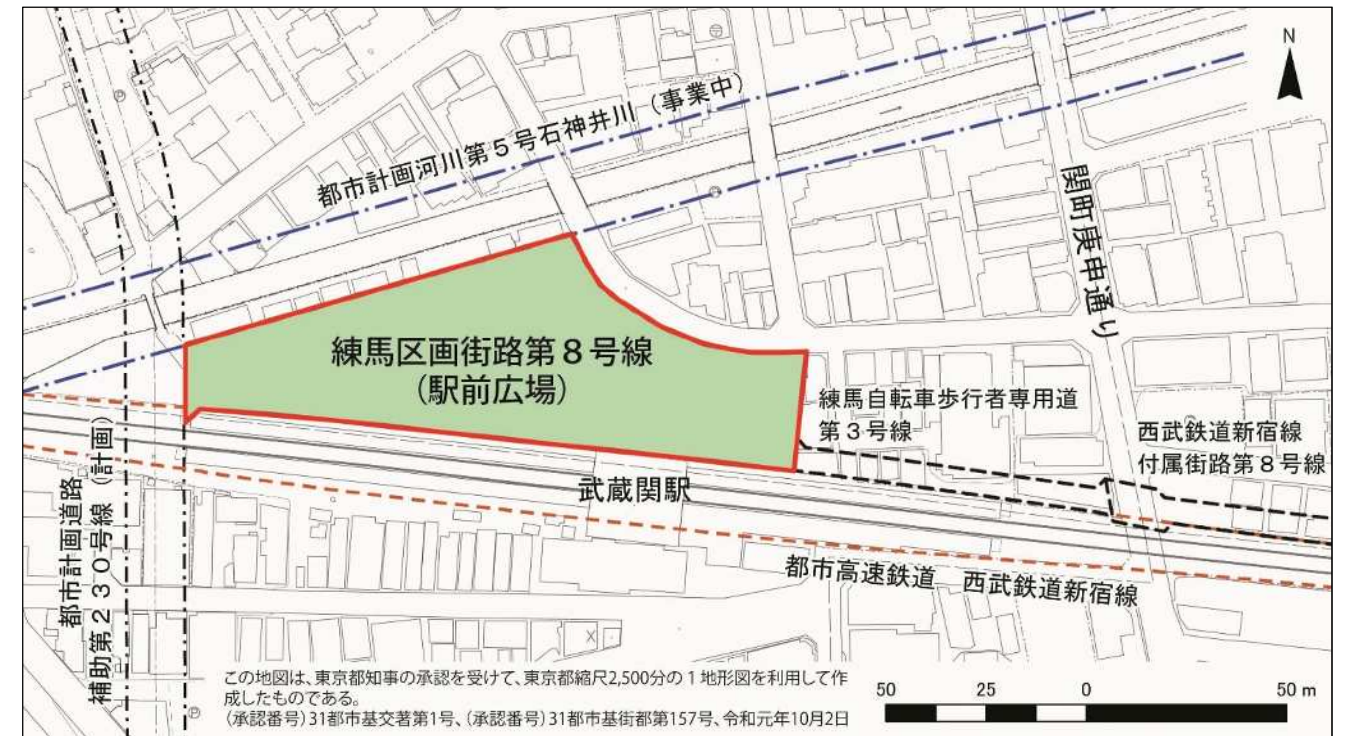 N
都市計画河川第５号石神井川（事業中）
関町庚申通り
練馬区画街路第８号線
（駅前広場）
練馬自転車歩行者専用道
第３号線
西武鉄道新宿線
付属街路第８号線
武蔵関駅
都市高速鉄道　西武鉄道新宿線
都市計画道路
補助第２３０号線（計画）
この地図は、東京都知事の承認を受けて、東京都縮尺2,500分の１地形図を利用して作
成したものである。
（承認番号）31都市基交著第1号、（承認番号）31都市基街都第157号、令和元年10月2日
50 25 0 50 m